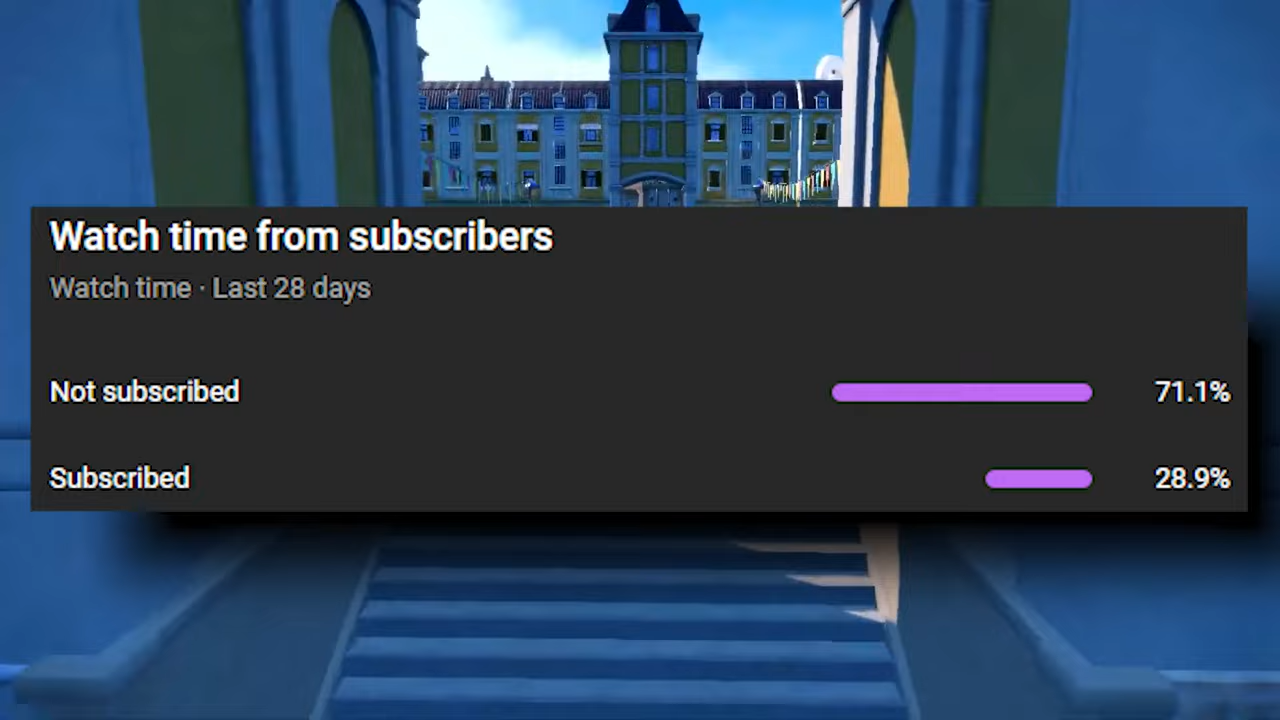 Watch time from subscribers
Watch time · Last 28 days
Not subscribed 71.1%
Subscribed 28.9%